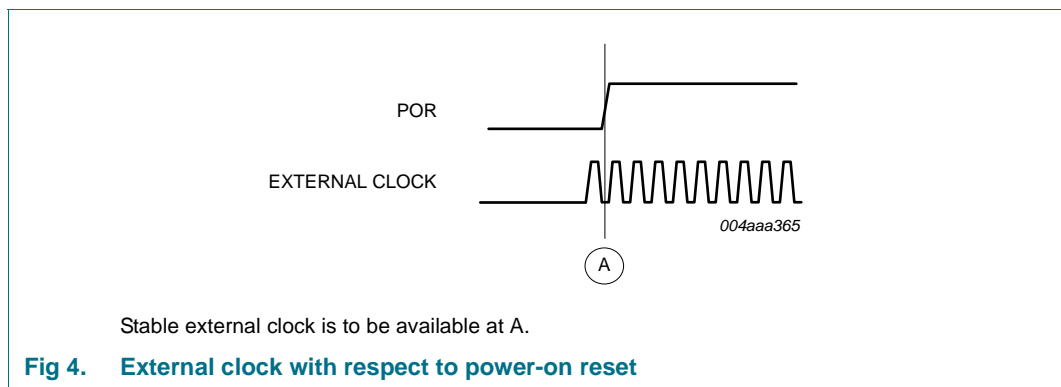 POR
EXTERNAL CLOCK
004aaa365
A
Stable external clock is to be available at A.
Fig 4. External clock with respect to power-on reset